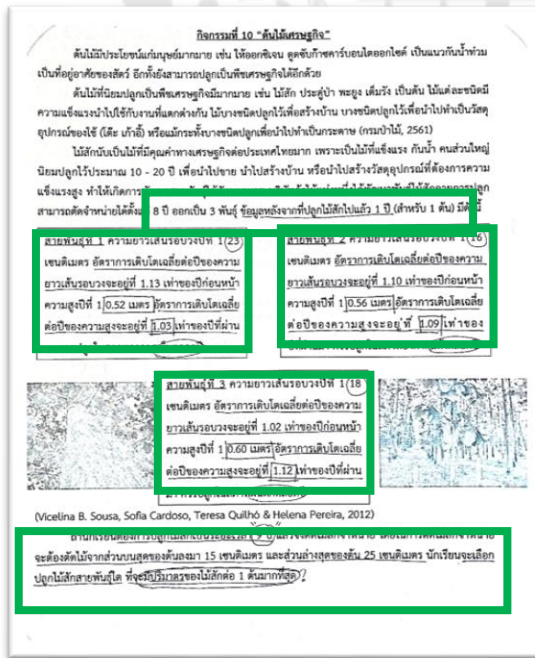 กิจกรรมที่ 10 "ต้นไม้เศรษฐกิจ"
ต้นไม้มีประโยชน์แก่มนุษย์มากมาย เช่น ให้ออกซิเจน ดูดซับก๊าซคาร์บอนไดออกไซด์ เป็นแนวกันน้ำท่วม
เป็นที่อยู่อาศัยของสัตว์ อีกทั้งยังสามารถปลูกเป็นพืชเศรษฐกิจได้อีกด้วย
ต้นไม้ที่นิยมปลูกเป็นพืชเศรษฐกิจมีมากมาย เช่น ไม้สัก ประดู่ป่า พะยูง เต็งรัง เป็นต้น ไม้แต่ละชนิดมี
ความแข็งแรงนำไปใช้กับงานที่แตกต่างกัน ไม้บางชนิดปลูกไว้เพื่อสร้างบ้าน บางชนิดปลูกไว้เพื่อนำไปทำเป็นวัสดุ
อุปกรณ์ของใช้ (โต๊ะ เก้าอี้) หรือแม้กระทั่งบางชนิดปลูกเพื่อนำไปทำเป็นกระดาษ (กรมป่าไม้, 2561)
ไม้สักนับเป็นไม้ที่มีคุณค่าทางเศรษฐกิจต่อประเทศไทยมาก เพราะเป็นไม้ที่แข็งแรง กันน้ำ คนส่วนใหญ่
นิยมปลูกไว้ประมาณ 10 - 20 ปี เพื่อนำไปขาย นำไปสร้างบ้าน หรือนำไปสร้างวัสดุอุปกรณ์ที่ต้องการความ
แข็งแรงสูง ทำให้เกิดการ
สามารถตัดจำหน่ายได้ตั้งแต่ 8 ปี ออกเป็น 3 พันธุ์ ข้อมูลหลังจากที่ปลูกไม้สักไปแล้ว 1 ปี (สำหรับ 1 ต้น) มีดังนี้
สายพันธุ์ที่ 1 ความยาวเส้นรอบวงปีที่ 1 23
เซนติเมตร อัตราการเติบโตเฉลี่ยต่อปีของความ
ยาวเส้นรอบวงจะอยู่ที่ 1.13 เท่าของปีก่อนหน้า
ความสูงปีที่ 1 0.52 เมตร อัตราการเติบโตเฉลี่ย
ต่อปีของความสูงจะอยู่ที่ 1.03 เท่าของปีที่ผ่าน
สายพันธุ์ที่ 2 ความยาวเส้นรอบวงปีที่ 1 16
เซนติเมตร อัตราการเติบโตเฉลี่ยต่อปีของความ
ยาวเส้นรอบวงจะอยู่ที่ 1.10 เท่าของปีก่อนหน้า
ความสูงปีที่ 1 0.56 เมตร อัตราการเติบโตเฉลี่ย
ต่อปีของความสูงจะอยู่ที่ 1.09 เท่าของ
สายพันธุ์ที่ 3 ความยาวเส้นรอบวงปีที่ 1 18
เซนติเมตร อัตราการเติบโตเฉลี่ยต่อปีของความ
ยาวเส้นรอบวงจะอยู่ที่ 1.02 เท่าของปีก่อนหน้า
ความสูงปีที่ 1 0.60 เมตร อัตราการเติบโตเฉลี่ย
ต่อปีของความสูงจะอยู่ที่ 1.12 เท่าของปีที่ผ่าน
(Vicelina B. Sousa, Sofia Cardoso, Teresa Quilhó & Helena Pereira, 2012)
จะต้องตัดไม้จากส่วนบนสุดของต้นลงมา 15 เซนติเมตร และส่วนล่างสุดของต้น 25 เซนติเมตร นักเรียนจะเลือก
ปลูกไม้สักสายพันธุ์ใด ที่จะมีปริมาตรของไม้สักต่อ 1 ต้นมากที่สุด ?